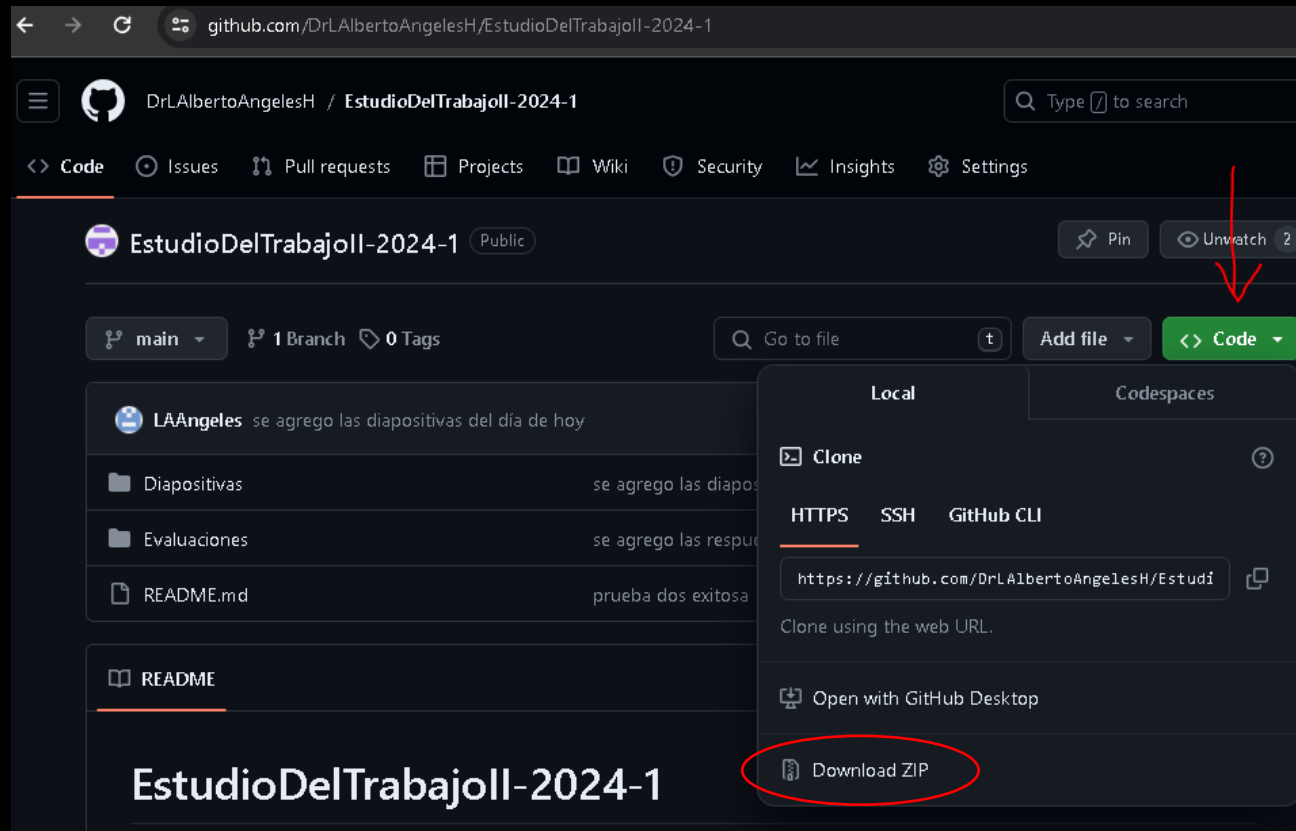 github.com/DrLAlbertoAngelesH/EstudioDelTrabajoII-2024-1
DrLAlbertoAngelesH / EstudioDelTrabajoII-2024-1
Type / to search
Code Issues Pull requests Projects Wiki Security Insights Settings
EstudioDelTrabajoII-2024-1 Public
Pin Unwatch 2
main 1 Branch 0 Tags
Go to file t Add file Code
Local Codespaces
LAAngeles se agrego las diapositivas del día de hoy
Clone
Diapositivas se agrego las diapos
HTTPS SSH GitHub CLI
Evaluaciones se agrego las respue
https://github.com/DrLAlbertoAngelesH/Estudi
README.md prueba dos exitosa
Clone using the web URL.
README
Open with GitHub Desktop
Download ZIP
EstudioDelTrabajoII-2024-1